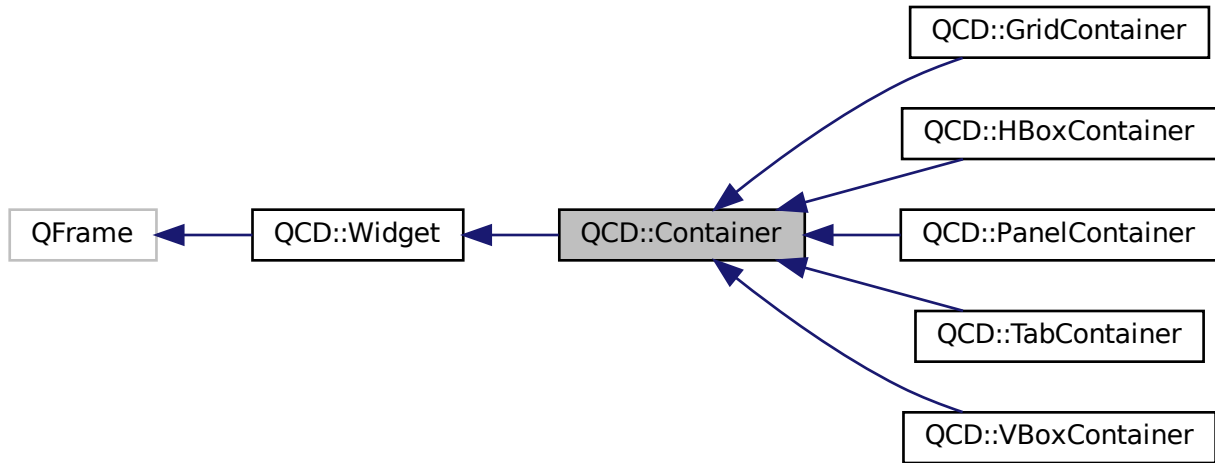 QCD::GridContainer
QCD::HBoxContainer
QFrame
QCD::Widget
QCD::Container
QCD::PanelContainer
QCD::TabContainer
QCD::VBoxContainer